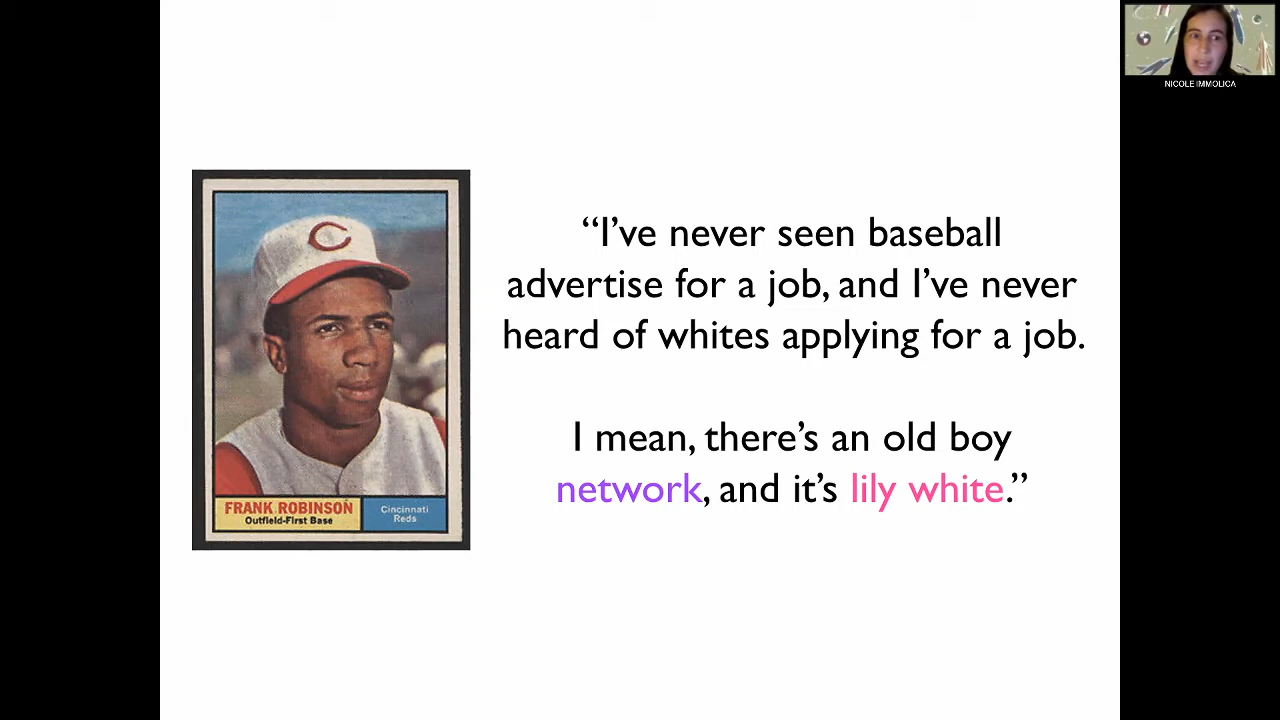 NICOLE IMMOLICA
“I’ve never seen baseball
advertise for a job, and I’ve never
heard of whites applying for a job.
I mean, there’s an old boy
network, and it’s lily white.”
C
FRANK ROBINSON
Outfield-First Base
Cincinnati
Reds